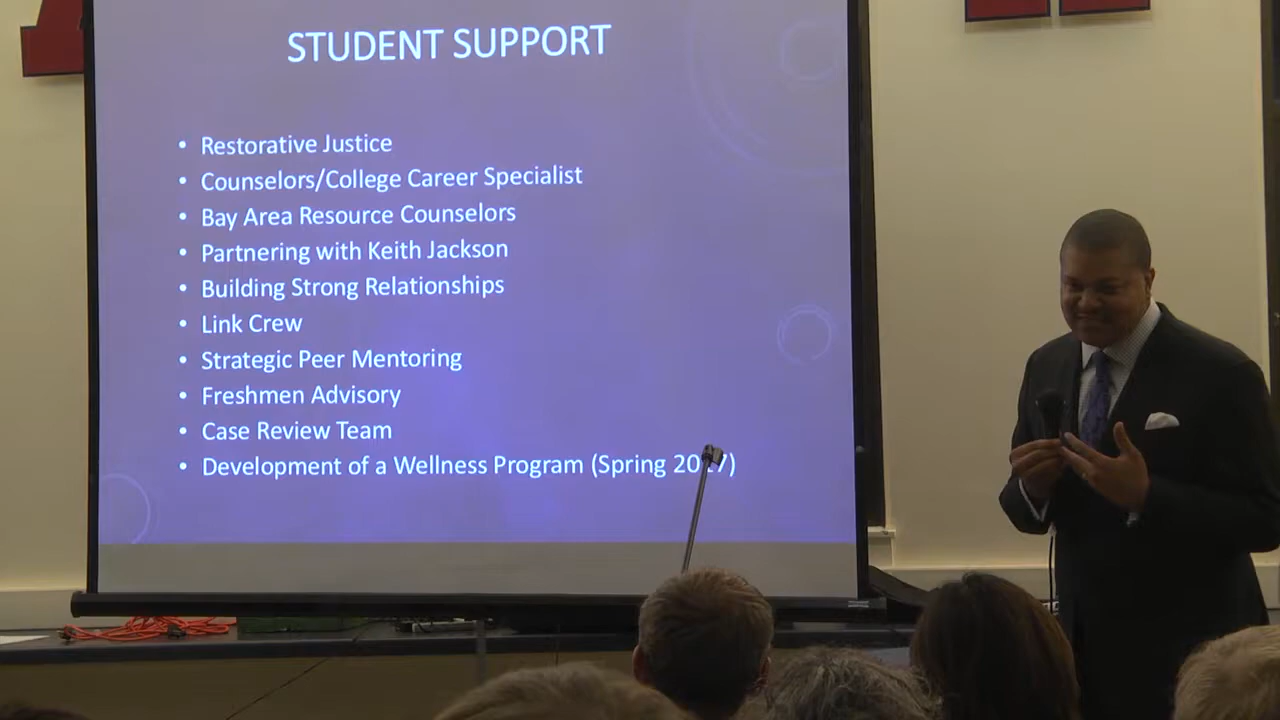 STUDENT SUPPORT
• Restorative Justice
• Counselors/College Career Specialist
• Bay Area Resource Counselors
• Partnering with Keith Jackson
• Building Strong Relationships
• Link Crew
• Strategic Peer Mentoring
• Freshmen Advisory
• Case Review Team
• Development of a Wellness Program (Spring 2017)